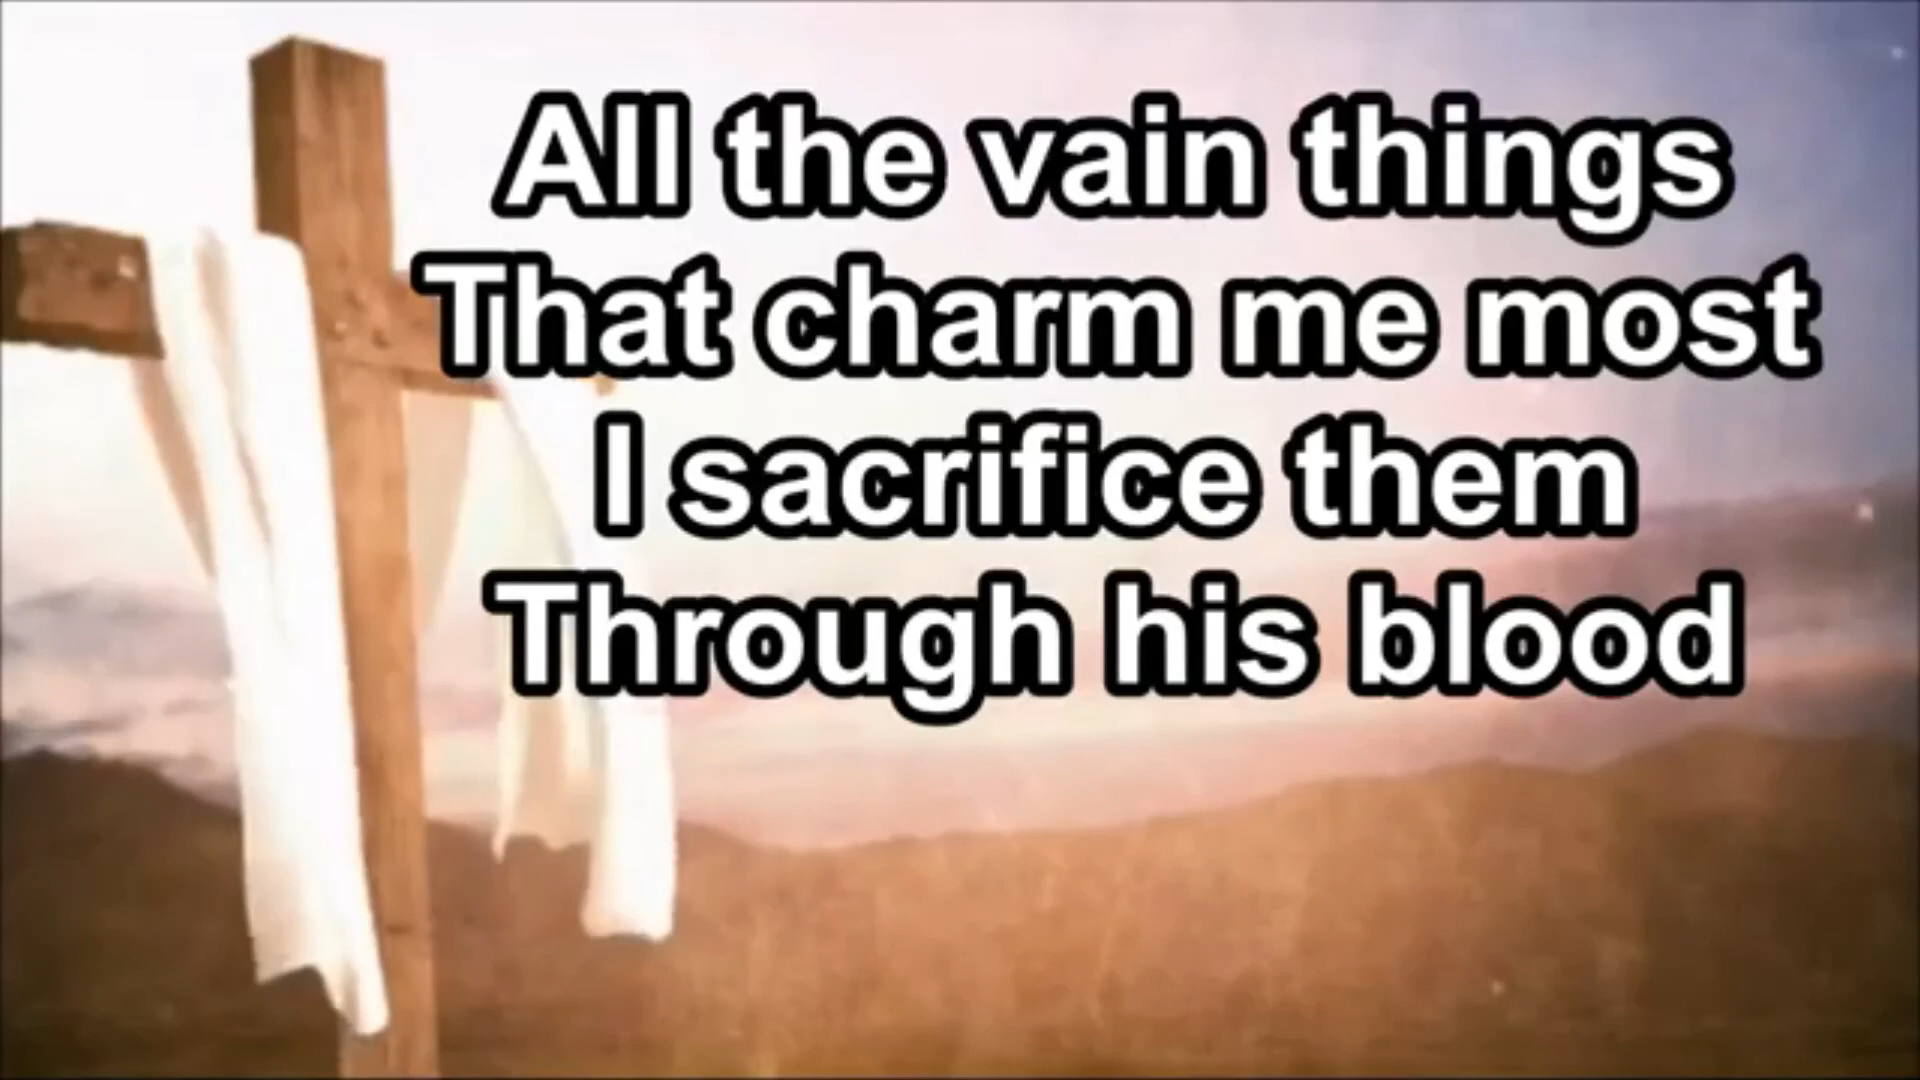 All the vain things
That charm me most
I sacrifice them
Through his blood